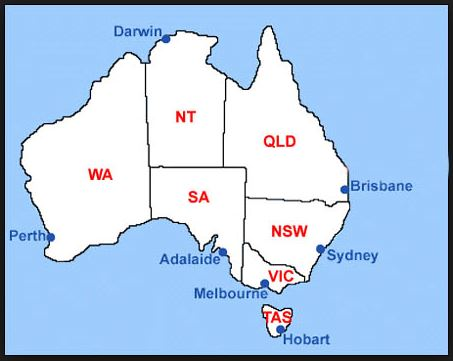 Darwin
NT
QLD
WA
SA
Brisbane
NSW
Perth
Sydney
Adalaide
VIC
Melbourne
TAS
Hobart